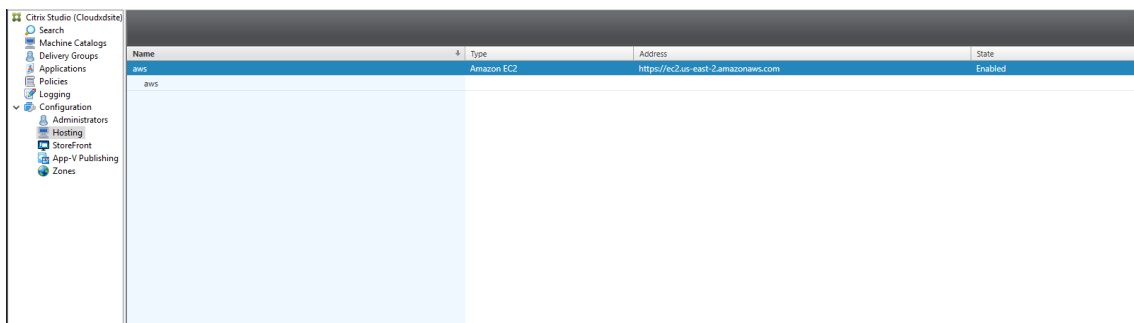 Citrix Studio (Cloudxdsite)
Search
Machine Catalogs
Delivery Groups
Applications
Policies
Logging
Configuration
Administrators
Hosting
StoreFront
App-V Publishing
Zones
Name Type Address State
aws Amazon EC2 https://ec2.us-east-2.amazonaws.com Enabled
aws